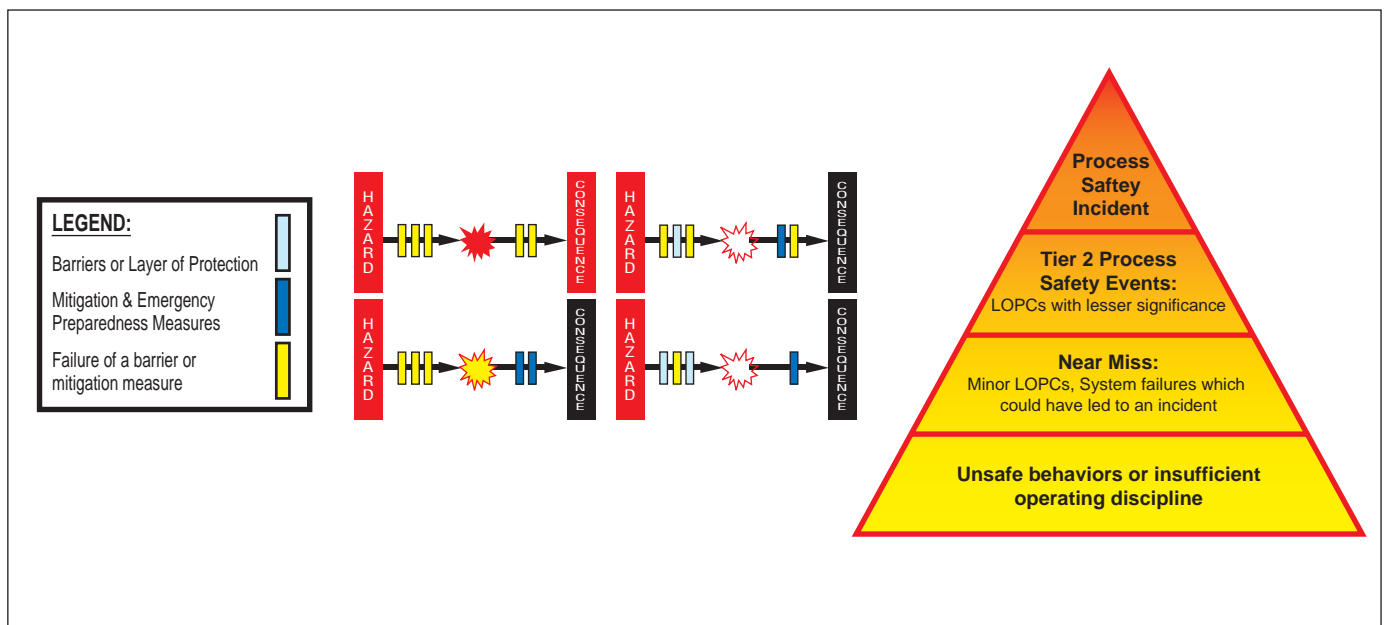 LEGEND:
Barriers or Layer of Protection
Mitigation & Emergency
Preparedness Measures
Failure of a barrier or
mitigation measure
HAZARD
CONSEQUENCE
HAZARD
CONSEQUENCE
HAZARD
CONSEQUENCE
HAZARD
CONSEQUENCE
Process
Saftey
Incident
Tier 2 Process
Safety Events:
LOPCs with lesser significance
Near Miss:
Minor LOPCs, System failures which
could have led to an incident
Unsafe behaviors or insufficient
operating discipline